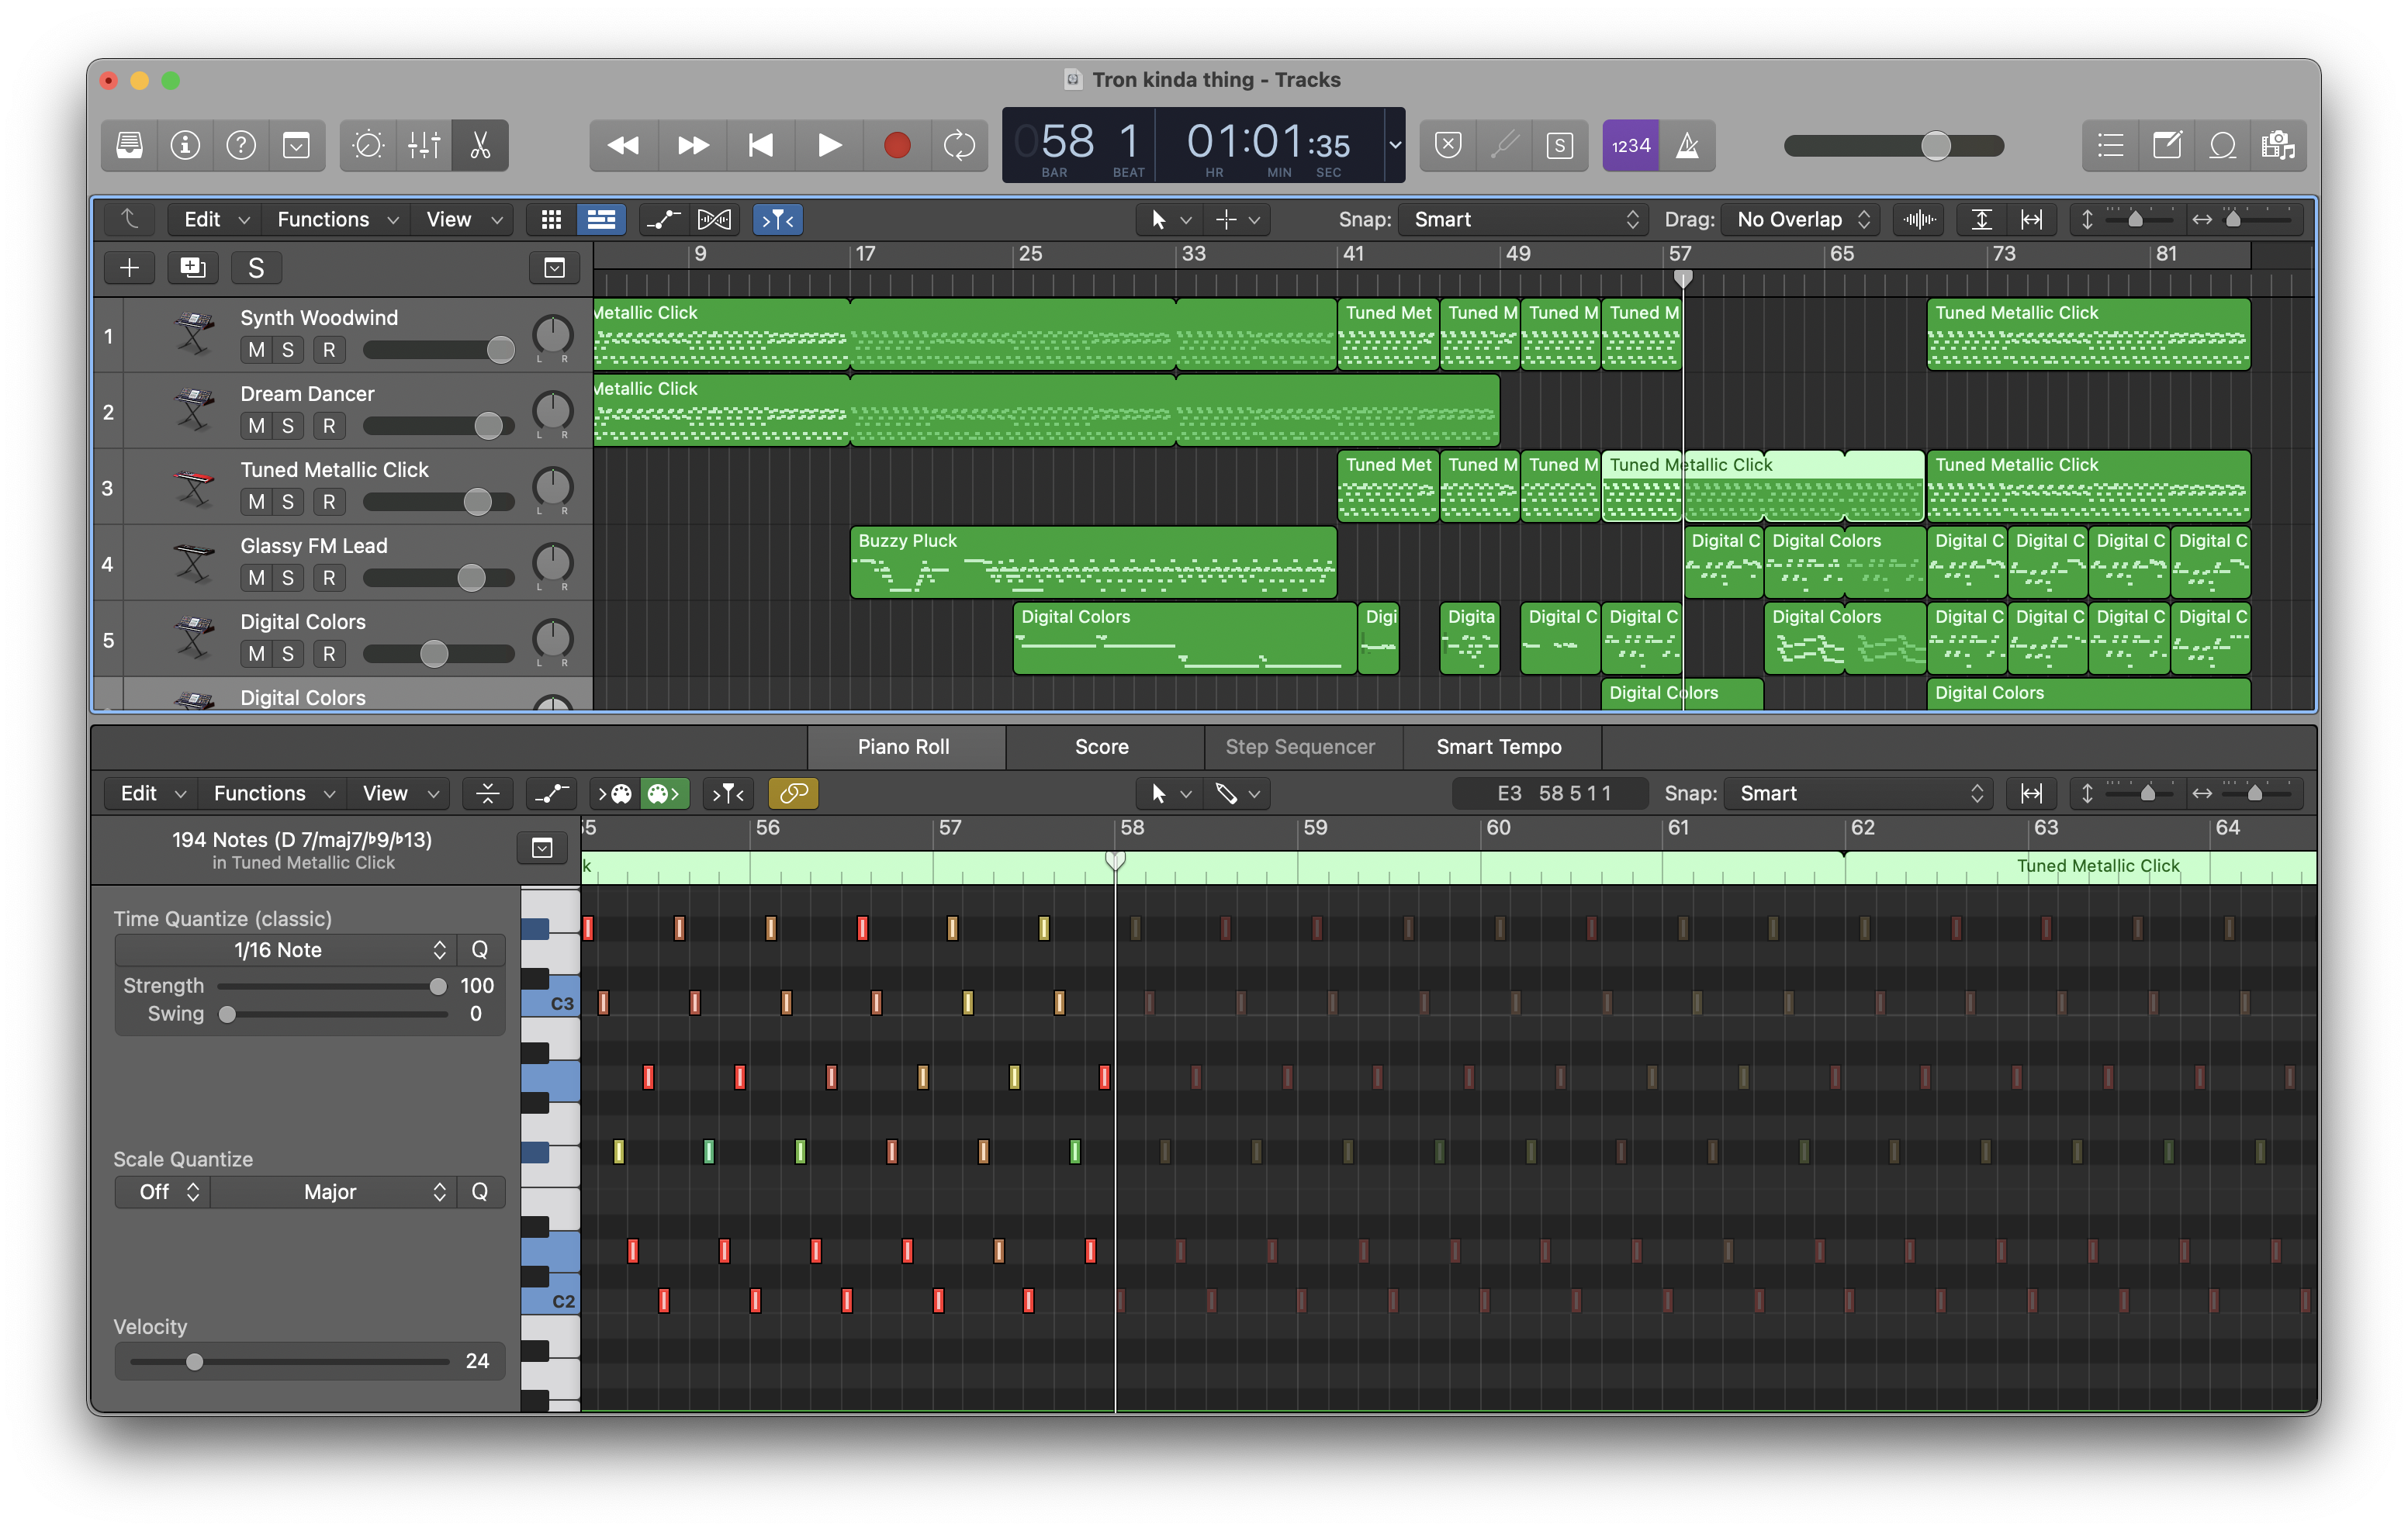 Tron kinda thing - Tracks
058 1 01:01:35
BAR BEAT HR MIN SEC
S 1234
Edit Functions View Snap: Smart Drag: No Overlap
S
9 17 25 33 41 49 57 65 73 81
1 Synth Woodwind
M S R L R
Metallic Click Tuned Met Tuned M Tuned M Tuned M Tuned Metallic Click
2 Dream Dancer
M S R L R
Metallic Click
3 Tuned Metallic Click
M S R L R
Tuned Met Tuned M Tuned M Tuned Metallic Click Tuned Metallic Click
4 Glassy FM Lead
M S R L R
Buzzy Pluck Digital C Digital Colors Digital C Digital C Digital C Digital C
5 Digital Colors
M S R L R
Digital Colors Digi Digita Digital C Digital C Digital Colors Digital C Digital C Digital C Digital C
Digital Colors
Digital Colors Digital Colors
Piano Roll Score Step Sequencer Smart Tempo
Edit Functions View E3 58 5 1 1 Snap: Smart
194 Notes (D 7/maj7/♭9/♭13)
in Tuned Metallic Click
55 56 57 58 59 60 61 62 63 64
k Tuned Metallic Click
Time Quantize (classic)
1/16 Note Q
Strength 100
Swing 0
C3
Scale Quantize
Off Major Q
C2
Velocity
24